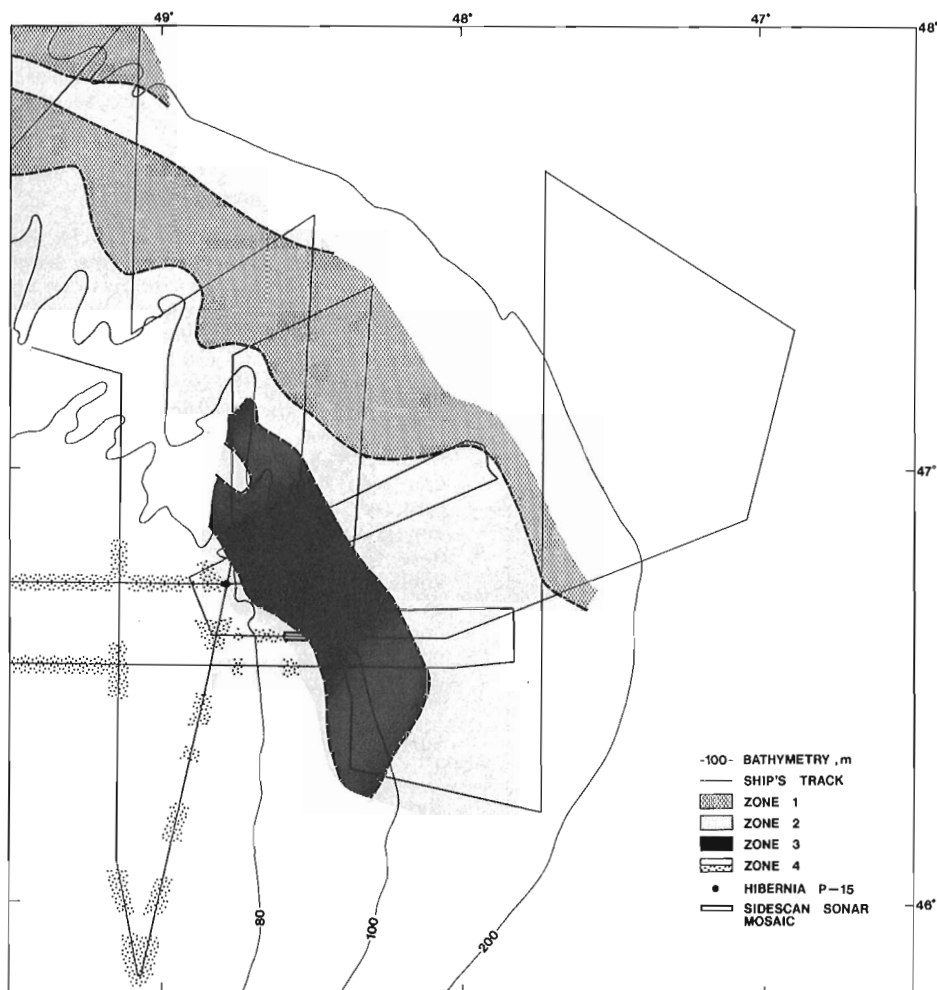 49°
48°
47°
48°
47°
46°
80
100
200
-100- BATHYMETRY, m
SHIP'S TRACK
ZONE 1
ZONE 2
ZONE 3
ZONE 4
HIBERNIA P-15
SIDESCAN SONAR
MOSAIC